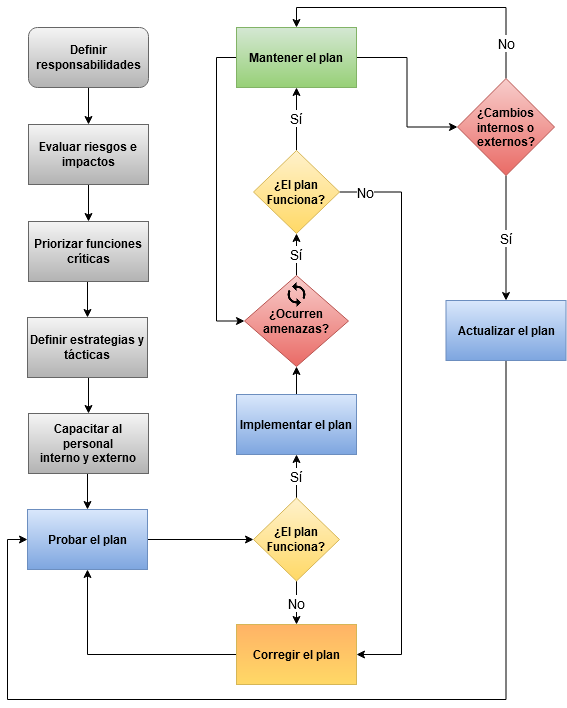 Definir
responsabilidades
Evaluar riesgos e
impactos
Priorizar funciones
críticas
Definir estrategias y
tácticas
Capacitar al
personal
interno y externo
Probar el plan
Mantener el plan
Sí
¿El plan
Funciona?
No
Sí
¿Ocurren
amenazas?
Implementar el plan
Sí
¿El plan
Funciona?
No
Corregir el plan
No
¿Cambios
internos o
externos?
Sí
Actualizar el plan